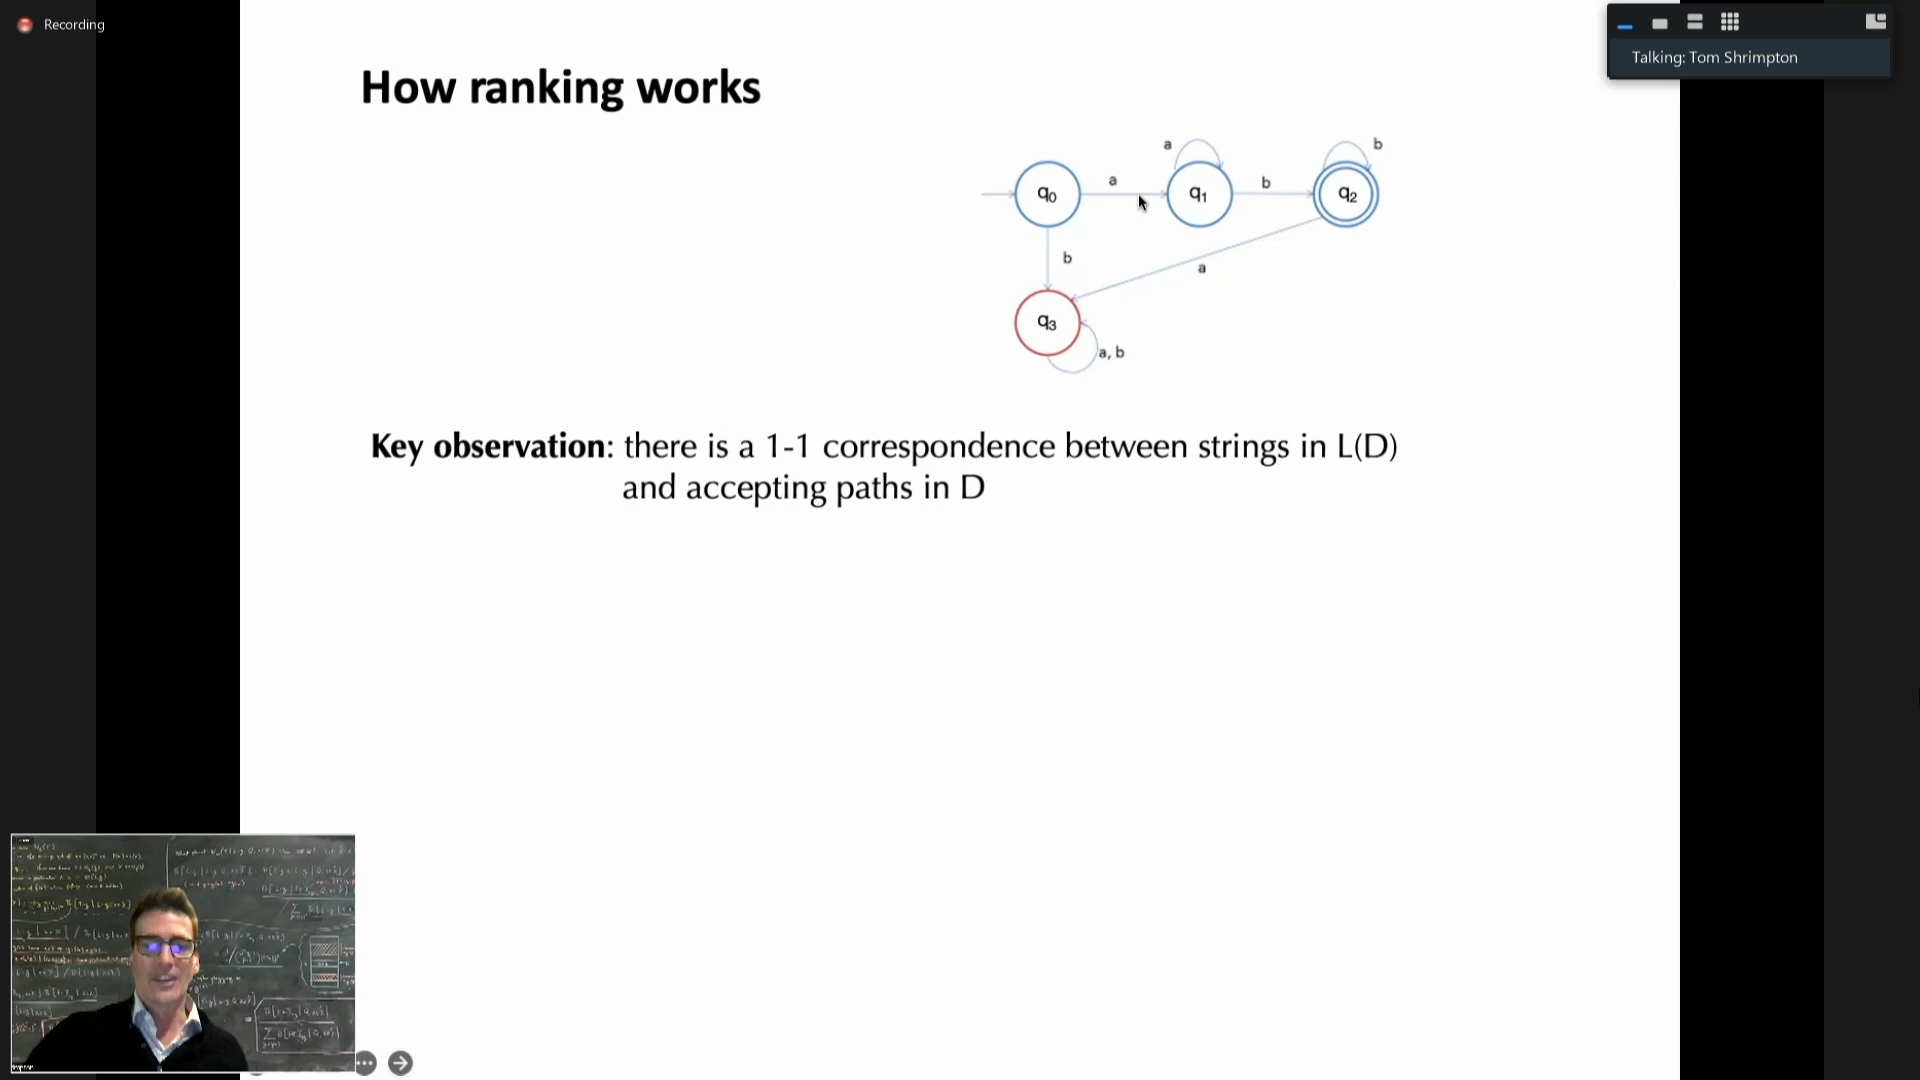 Recording
Talking: Tom Shrimpton
How ranking works
a
b
q0
a
q1
b
q2
b
a
q3
a, b
Key observation: there is a 1-1 correspondence between strings in L(D)
and accepting paths in D